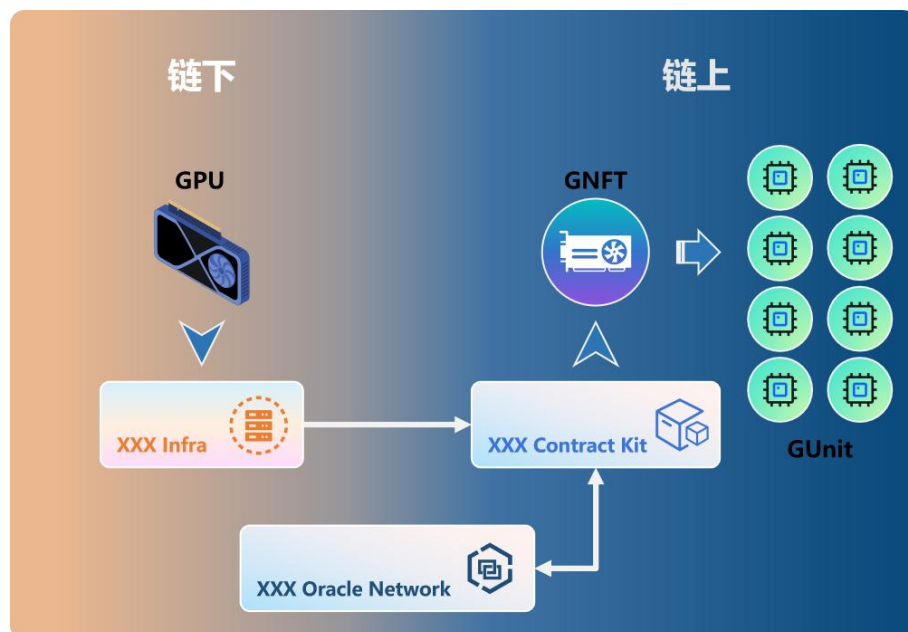 链下
链上
GPU
GNFT
XXX Infra
XXX Contract Kit
GUnit
XXX Oracle Network